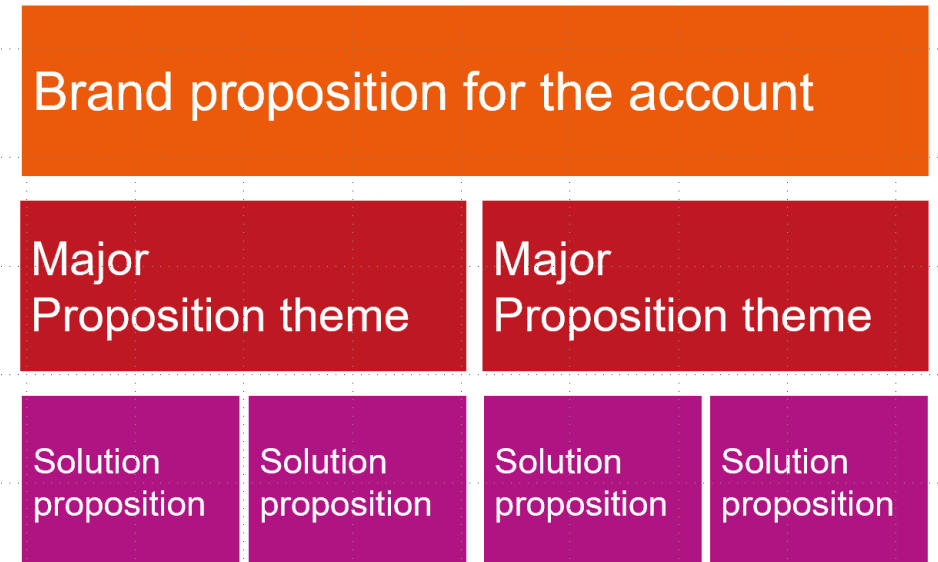 Brand proposition for the account
Major
Proposition theme
Major
Proposition theme
Solution
proposition
Solution
proposition
Solution
proposition
Solution
proposition